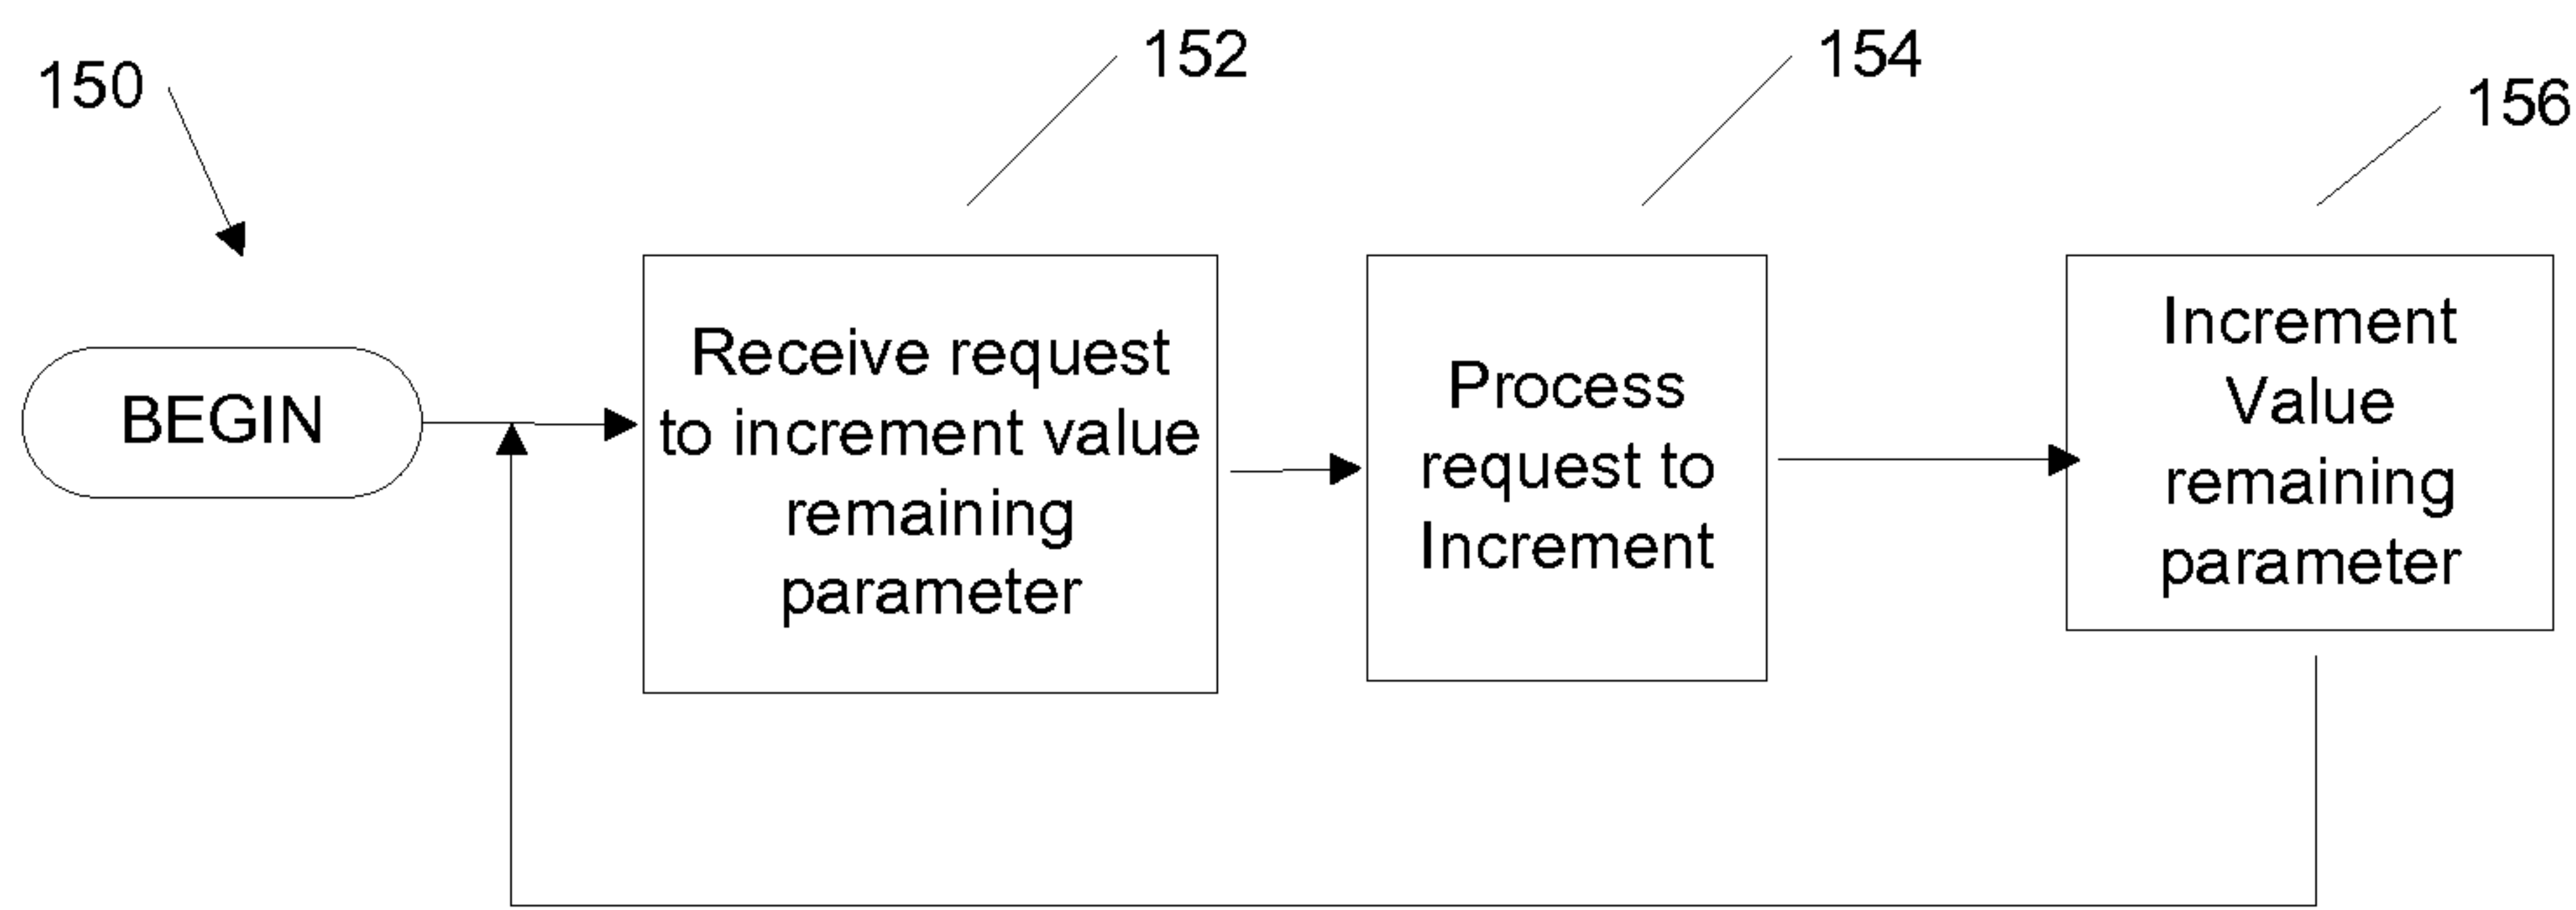 150
152
154
156
BEGIN
Receive request
to increment value
remaining
parameter
Process
request to
Increment
Increment
Value
remaining
parameter